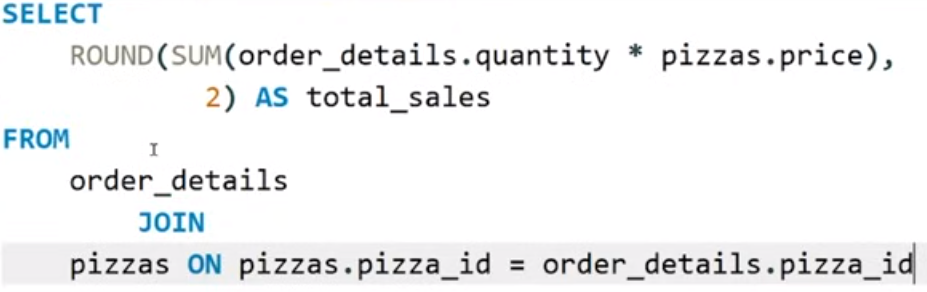 SELECT
ROUND(SUM(order_details.quantity * pizzas.price),
2) AS total_sales
FROM
order_details
JOIN
pizzas ON pizzas.pizza_id = order_details.pizza_id